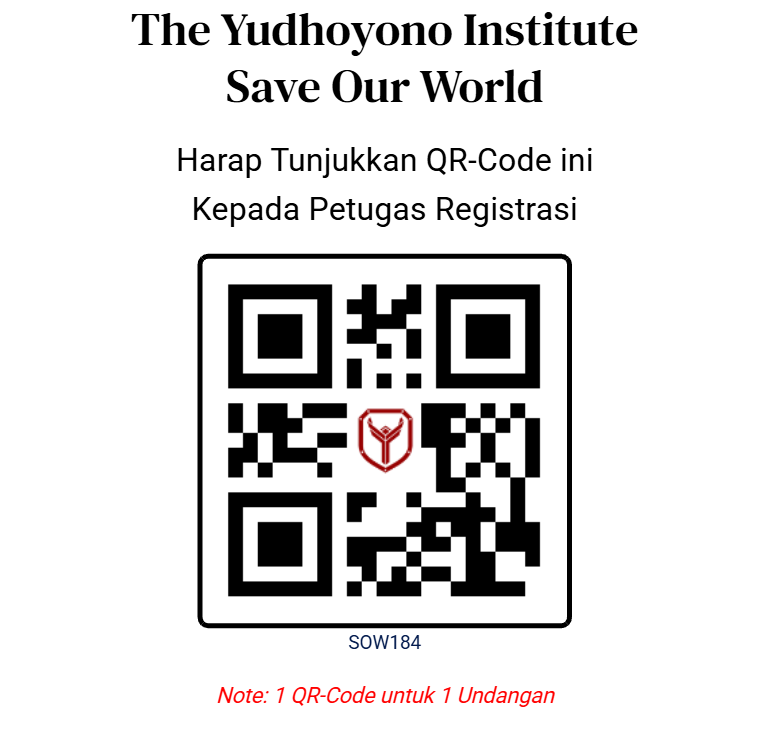 The Yudhoyono Institute
Save Our World
Harap Tunjukkan QR-Code ini
Kepada Petugas Registrasi
SOW184
Note: 1 QR-Code untuk 1 Undangan